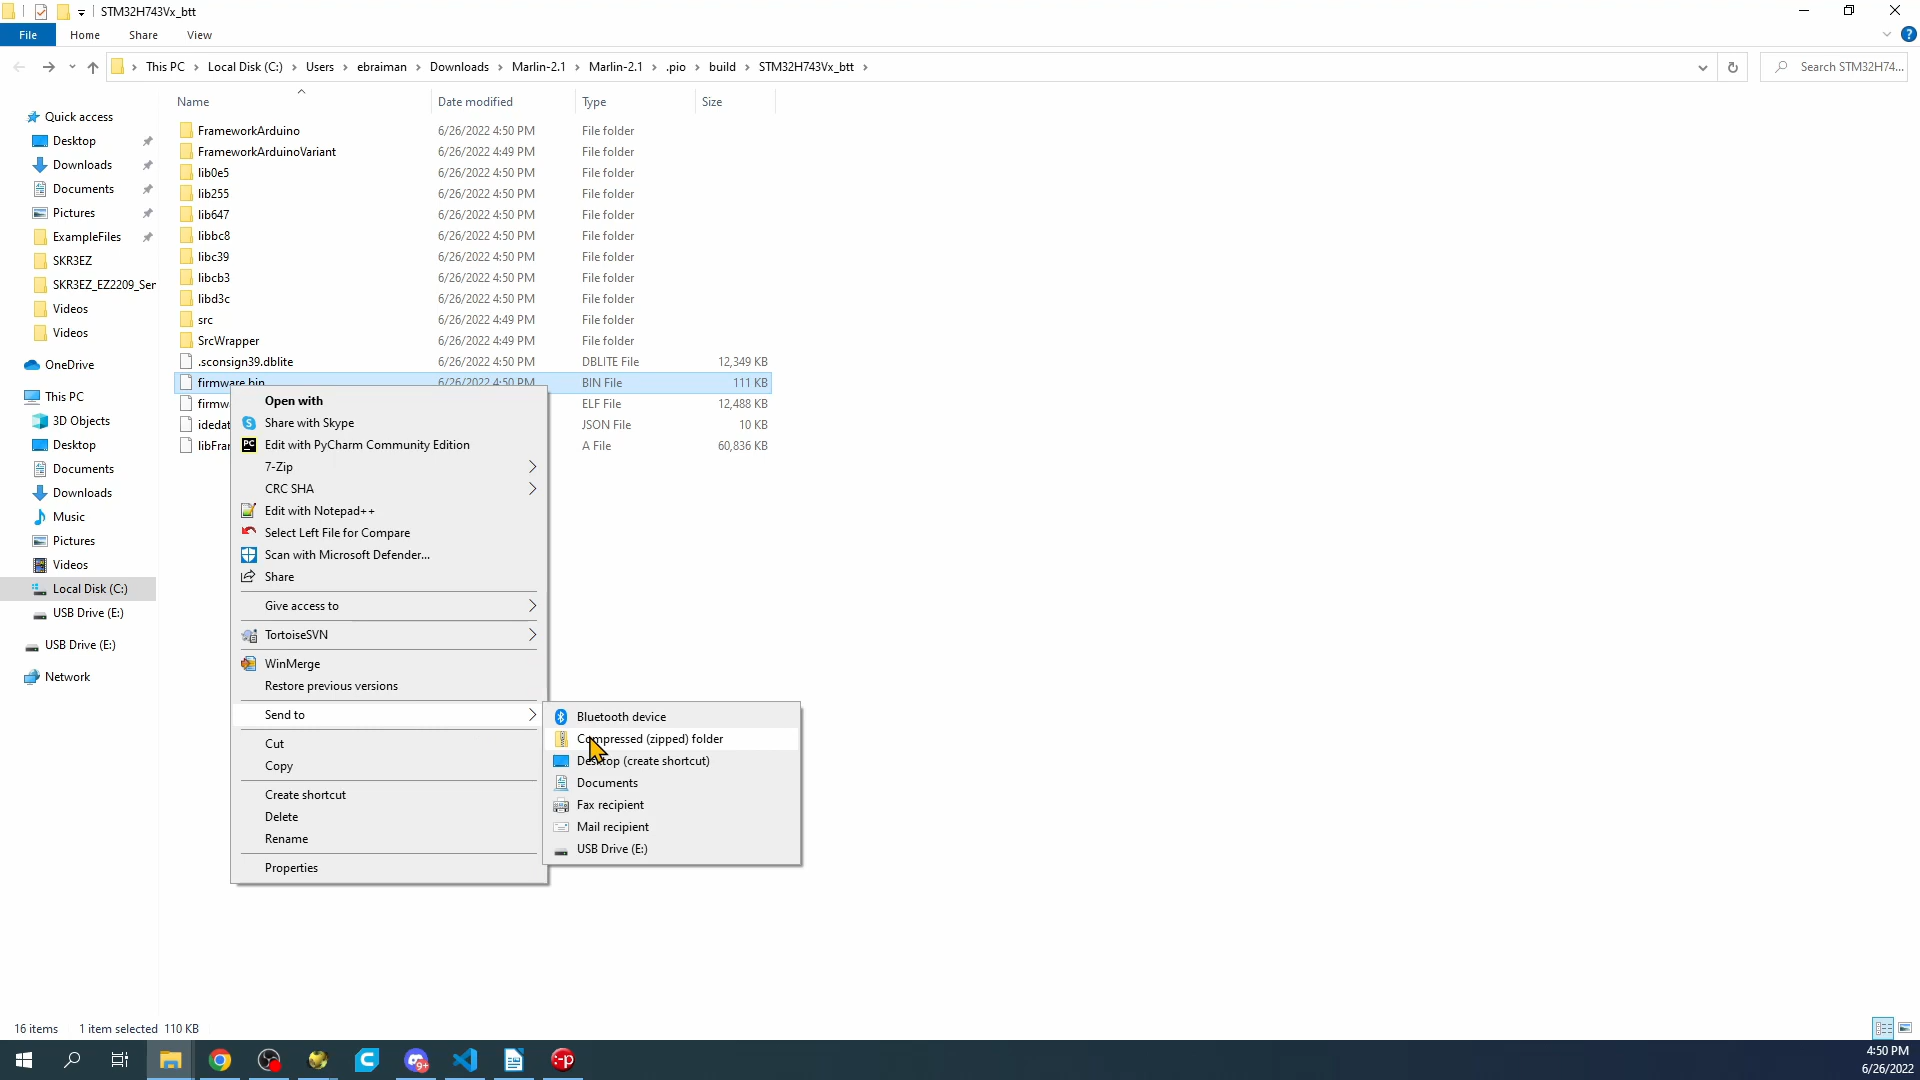 STM32H743Vx_btt
File Home Share View
This PC Local Disk (C:) Users ebraiman Downloads Marlin-2.1 Marlin-2.1 .pio build STM32H743Vx_btt Search STM32H74...
Name Date modified Type Size
Quick access
Desktop
Downloads
Documents
Pictures
ExampleFiles
SKR3EZ
SKR3EZ_EZ2209_Ser
Videos
Videos
OneDrive
This PC
3D Objects
Desktop
Documents
Downloads
Music
Pictures
Videos
Local Disk (C:)
USB Drive (E:)
USB Drive (E:)
Network
FrameworkArduino 6/26/2022 4:50 PM File folder
FrameworkArduinoVariant 6/26/2022 4:49 PM File folder
lib0e5 6/26/2022 4:50 PM File folder
lib255 6/26/2022 4:50 PM File folder
lib647 6/26/2022 4:50 PM File folder
libbc8 6/26/2022 4:50 PM File folder
libc39 6/26/2022 4:50 PM File folder
libcb3 6/26/2022 4:50 PM File folder
libd3c 6/26/2022 4:50 PM File folder
src 6/26/2022 4:49 PM File folder
SrcWrapper 6/26/2022 4:49 PM File folder
.sconsign39.dblite 6/26/2022 4:50 PM DBLITE File 12,349 KB
firmware.bin 6/26/2022 4:50 PM BIN File 111 KB
firmw ELF File 12,488 KB
idedat JSON File 10 KB
libFrar A File 60,836 KB
Open with
Share with Skype
Edit with PyCharm Community Edition
7-Zip
CRC SHA
Edit with Notepad++
Select Left File for Compare
Scan with Microsoft Defender...
Share
Give access to
TortoiseSVN
WinMerge
Restore previous versions
Send to
Cut
Copy
Create shortcut
Delete
Rename
Properties
Bluetooth device
Compressed (zipped) folder
Desktop (create shortcut)
Documents
Fax recipient
Mail recipient
USB Drive (E:)
16 items 1 item selected 110 KB
4:50 PM
6/26/2022